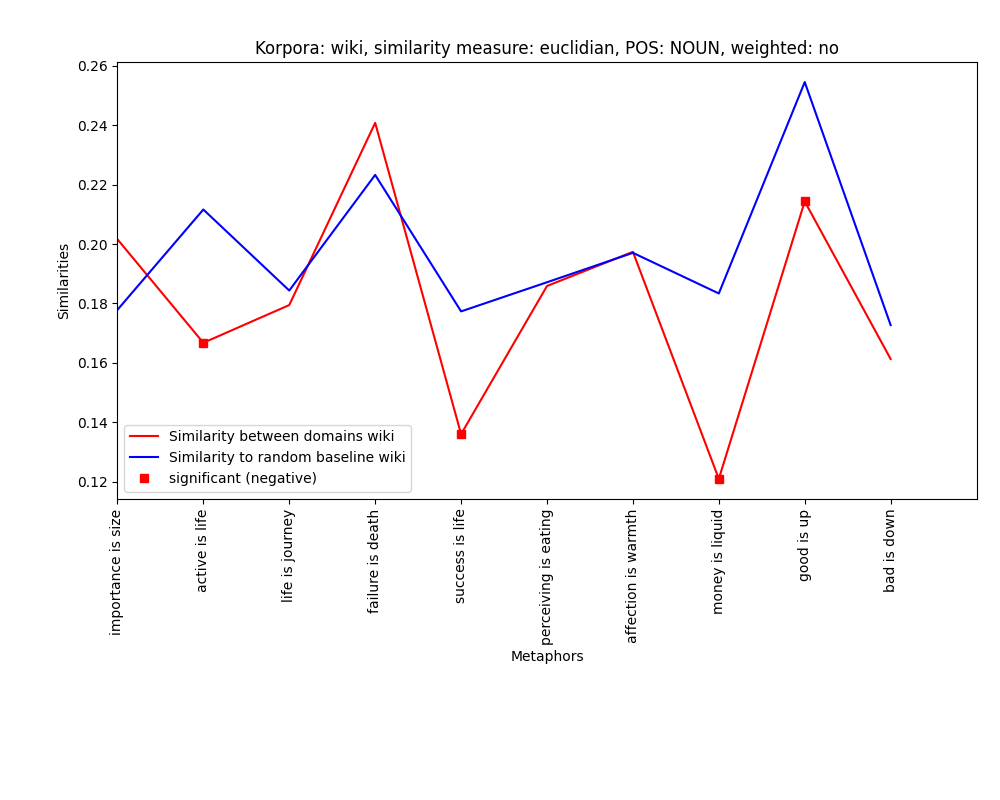 Korpora: wiki, similarity measure: euclidian, POS: NOUN, weighted: no
0.26
0.24
0.22
0.20
0.18
0.16
0.14
0.12
Similarities
Similarity between domains wiki
Similarity to random baseline wiki
significant (negative)
importance is size
active is life
life is journey
failure is death
success is life
perceiving is eating
affection is warmth
money is liquid
good is up
bad is down
Metaphors